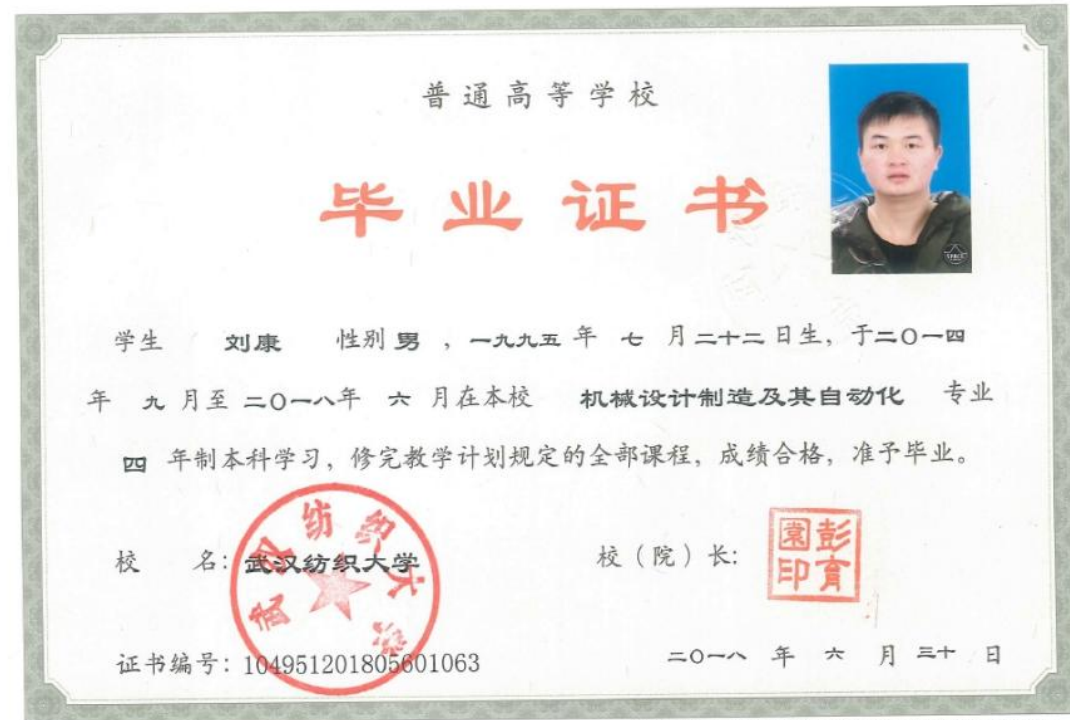 普通高等学校
毕业证书
学生 刘康 性别 男 ，一九九五 年 七 月 二十二 日生，于二〇一四
年 九 月至 二〇一八年 六 月在本校 机械设计制造及其自动化 专业
四 年制本科学习，修完教学计划规定的全部课程，成绩合格，准予毕业。
校 名：武汉纺织大学
武汉纺织大学
校（院）长：
彭育园印
证书编号：104951201805601063
二〇一八 年 六 月 三十 日